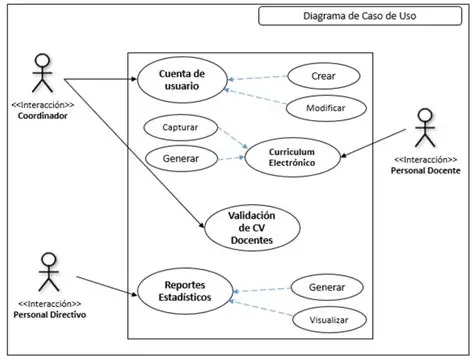 Diagrama de Caso de Uso
Cuenta de
usuario
Crear
Modificar
<<Interacción>>
Coordinador
Capturar
Generar
Curriculum
Electrónico
<<Interacción>>
Personal Docente
Validación
de CV
Docentes
Reportes
Estadísticos
Generar
Visualizar
<<Interacción>>
Personal Directivo